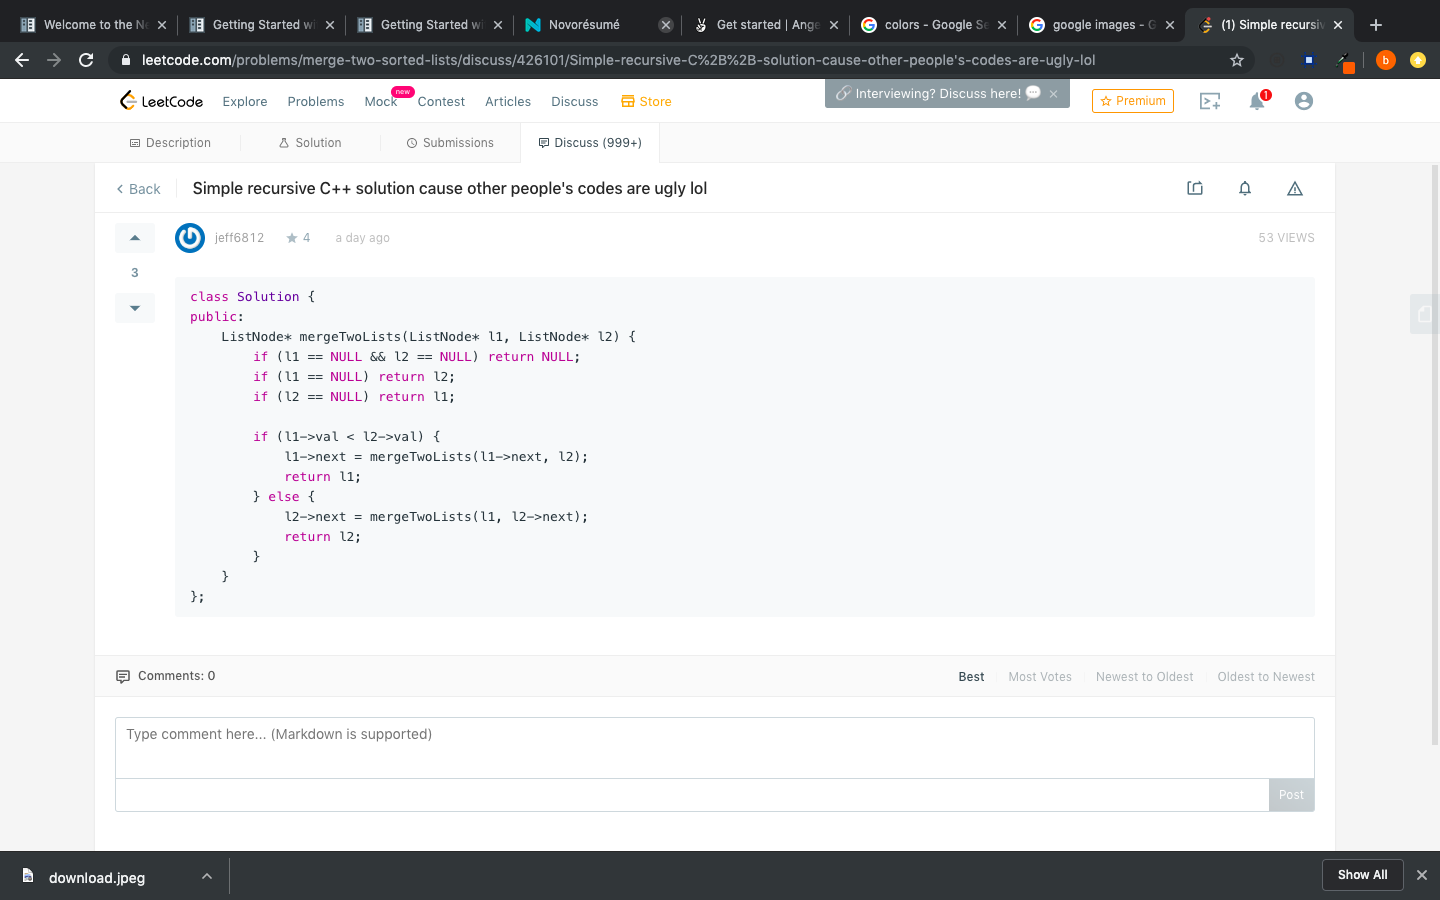 Welcome to the Ne
Getting Started wi
Getting Started wi
Novorésumé
Get started | Ange
colors - Google Se
google images - G
(1) Simple recursiv
leetcode.com/problems/merge-two-sorted-lists/discuss/426101/Simple-recursive-C%2B%2B-solution-cause-other-people's-codes-are-ugly-lol
b
LeetCode
Explore
Problems
Mock
new
Contest
Articles
Discuss
Store
Interviewing? Discuss here!
Premium
1
Description
Solution
Submissions
Discuss (999+)
Back
Simple recursive C++ solution cause other people's codes are ugly lol
3
jeff6812
4
a day ago
53 VIEWS
class Solution {
public:
    ListNode* mergeTwoLists(ListNode* l1, ListNode* l2) {
        if (l1 == NULL && l2 == NULL) return NULL;
        if (l1 == NULL) return l2;
        if (l2 == NULL) return l1;
        if (l1->val < l2->val) {
            l1->next = mergeTwoLists(l1->next, l2);
            return l1;
        } else {
            l2->next = mergeTwoLists(l1, l2->next);
            return l2;
        }
    }
};
Comments: 0
Best
Most Votes
Newest to Oldest
Oldest to Newest
Type comment here... (Markdown is supported)
Post
download.jpeg
Show All